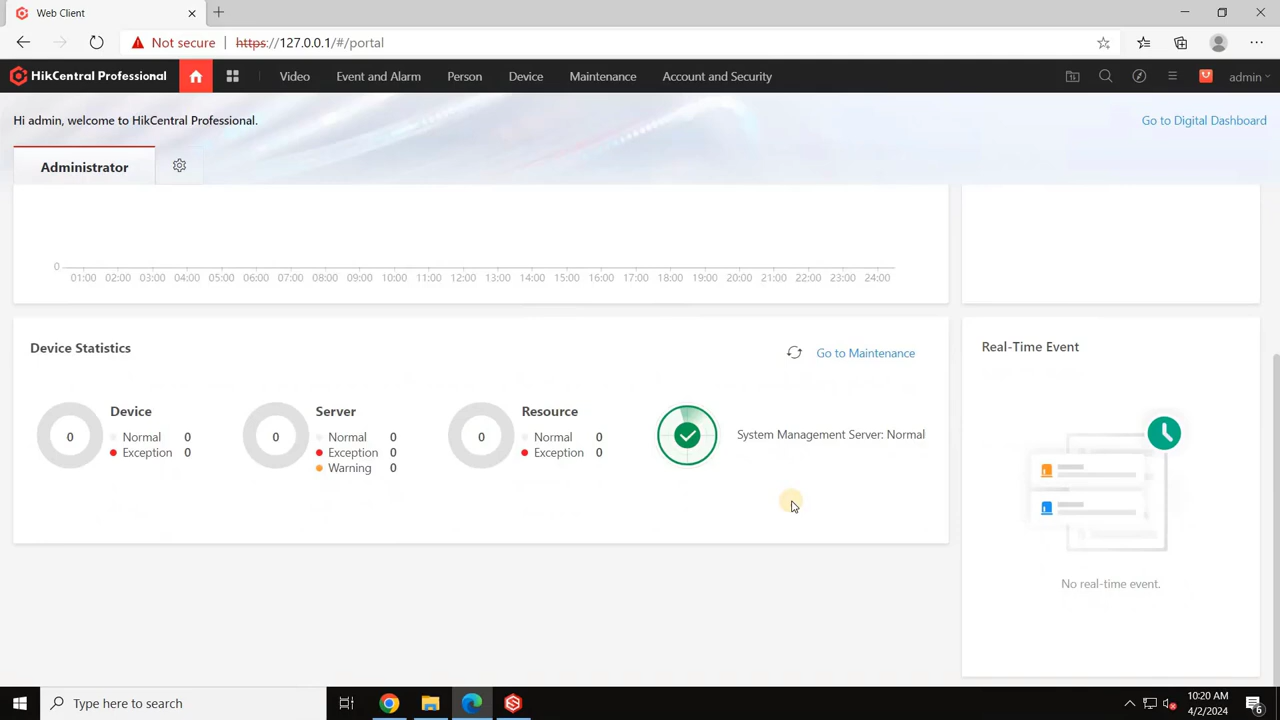 Web Client
Not secure https://127.0.0.1/#/portal
HikCentral Professional Video Event and Alarm Person Device Maintenance Account and Security admin
Hi admin, welcome to HikCentral Professional. Go to Digital Dashboard
Administrator
0
01:00 02:00 03:00 04:00 05:00 06:00 07:00 08:00 09:00 10:00 11:00 12:00 13:00 14:00 15:00 16:00 17:00 18:00 19:00 20:00 21:00 22:00 23:00 24:00
Device Statistics Go to Maintenance
0
Device
Normal 0
Exception 0
0
Server
Normal 0
Exception 0
Warning 0
0
Resource
Normal 0
Exception 0
System Management Server: Normal
Real-Time Event
No real-time event.
Type here to search
10:20 AM
4/2/2024
6